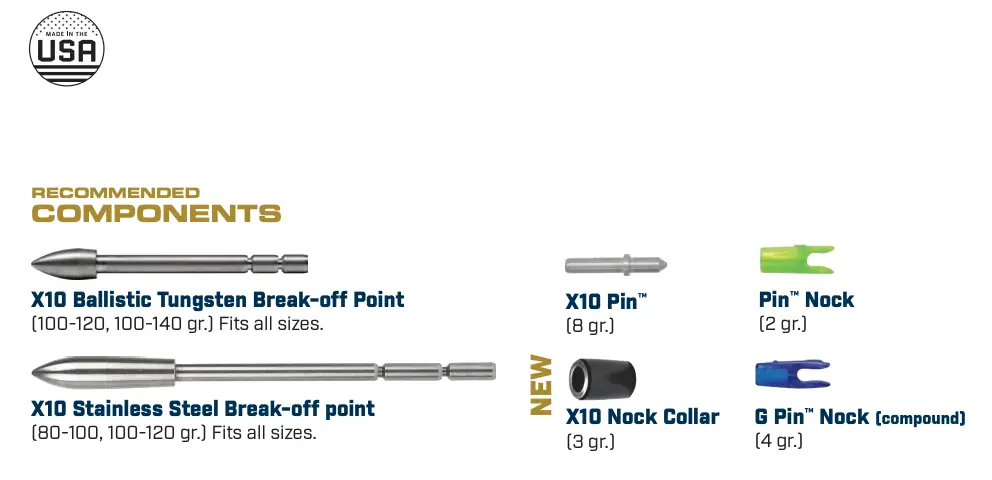 MADE IN THE
USA
RECOMMENDED
COMPONENTS
X10 Ballistic Tungsten Break-off Point
(100-120, 100-140 gr.) Fits all sizes.
X10 Stainless Steel Break-off point
(80-100, 100-120 gr.) Fits all sizes.
X10 Pin™
(8 gr.)
Pin™ Nock
(2 gr.)
NEW
X10 Nock Collar
(3 gr.)
G Pin™ Nock (compound)
(4 gr.)